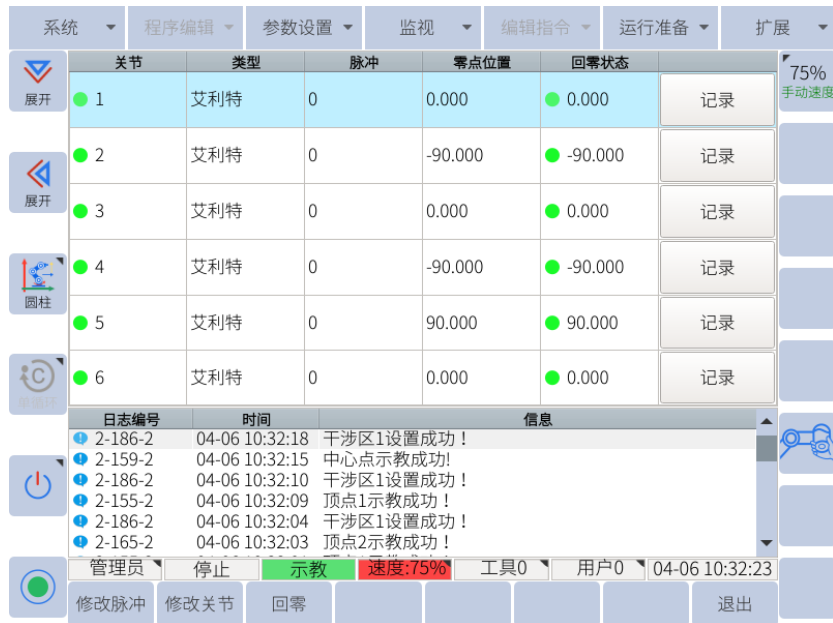 系统 程序编辑 参数设置 监视 编辑指令 运行准备 扩展
展开
展开
圆柱
关节 类型 脉冲 零点位置 回零状态
1 艾利特 0 0.000 0.000 记录
2 艾利特 0 -90.000 -90.000 记录
3 艾利特 0 0.000 0.000 记录
4 艾利特 0 -90.000 -90.000 记录
5 艾利特 0 90.000 90.000 记录
6 艾利特 0 0.000 0.000 记录
75%
手动速度
日志编号 时间 信息
2-186-2 04-06 10:32:18 干涉区1设置成功！
2-159-2 04-06 10:32:15 中心点示教成功!
2-186-2 04-06 10:32:10 干涉区1设置成功！
2-155-2 04-06 10:32:09 顶点1示教成功！
2-186-2 04-06 10:32:04 干涉区1设置成功！
2-165-2 04-06 10:32:03 顶点2示教成功！
管理员 停止 示教 速度:75% 工具0 用户0 04-06 10:32:23
修改脉冲 修改关节 回零 退出